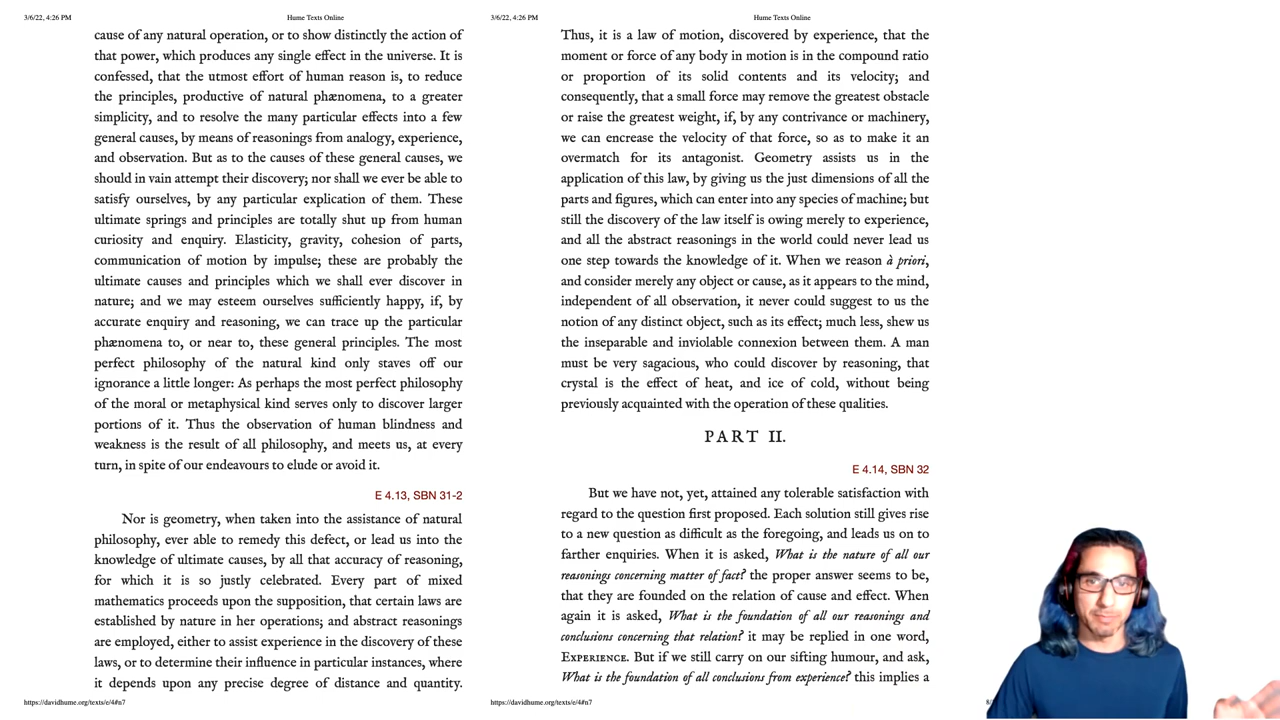 3/6/22, 4:26 PM
Hume Texts Online
cause of any natural operation, or to show distinctly the action of
that power, which produces any single effect in the universe. It is
confessed, that the utmost effort of human reason is, to reduce
the principles, productive of natural phænomena, to a greater
simplicity, and to resolve the many particular effects into a few
general causes, by means of reasonings from analogy, experience,
and observation. But as to the causes of these general causes, we
should in vain attempt their discovery; nor shall we ever be able to
satisfy ourselves, by any particular explication of them. These
ultimate springs and principles are totally shut up from human
curiosity and enquiry. Elasticity, gravity, cohesion of parts,
communication of motion by impulse; these are probably the
ultimate causes and principles which we shall ever discover in
nature; and we may esteem ourselves sufficiently happy, if, by
accurate enquiry and reasoning, we can trace up the particular
phænomena to, or near to, these general principles. The most
perfect philosophy of the natural kind only staves off our
ignorance a little longer: As perhaps the most perfect philosophy
of the moral or metaphysical kind serves only to discover larger
portions of it. Thus the observation of human blindness and
weakness is the result of all philosophy, and meets us, at every
turn, in spite of our endeavours to elude or avoid it.
E 4.13, SBN 31-2
Nor is geometry, when taken into the assistance of natural
philosophy, ever able to remedy this defect, or lead us into the
knowledge of ultimate causes, by all that accuracy of reasoning,
for which it is so justly celebrated. Every part of mixed
mathematics proceeds upon the supposition, that certain laws are
established by nature in her operations; and abstract reasonings
are employed, either to assist experience in the discovery of these
laws, or to determine their influence in particular instances, where
it depends upon any precise degree of distance and quantity.
https://davidhume.org/texts/e/4#n7
3/6/22, 4:26 PM
Hume Texts Online
Thus, it is a law of motion, discovered by experience, that the
moment or force of any body in motion is in the compound ratio
or proportion of its solid contents and its velocity; and
consequently, that a small force may remove the greatest obstacle
or raise the greatest weight, if, by any contrivance or machinery,
we can encrease the velocity of that force, so as to make it an
overmatch for its antagonist. Geometry assists us in the
application of this law, by giving us the just dimensions of all the
parts and figures, which can enter into any species of machine; but
still the discovery of the law itself is owing merely to experience,
and all the abstract reasonings in the world could never lead us
one step towards the knowledge of it. When we reason à priori,
and consider merely any object or cause, as it appears to the mind,
independent of all observation, it never could suggest to us the
notion of any distinct object, such as its effect; much less, shew us
the inseparable and inviolable connexion between them. A man
must be very sagacious, who could discover by reasoning, that
crystal is the effect of heat, and ice of cold, without being
previously acquainted with the operation of these qualities.
PART II.
E 4.14, SBN 32
But we have not, yet, attained any tolerable satisfaction with
regard to the question first proposed. Each solution still gives rise
to a new question as difficult as the foregoing, and leads us on to
farther enquiries. When it is asked, What is the nature of all our
reasonings concerning matter of fact? the proper answer seems to be,
that they are founded on the relation of cause and effect. When
again it is asked, What is the foundation of all our reasonings and
conclusions concerning that relation? it may be replied in one word,
EXPERIENCE. But if we still carry on our sifting humour, and ask,
What is the foundation of all conclusions from experience? this implies a
https://davidhume.org/texts/e/4#n7